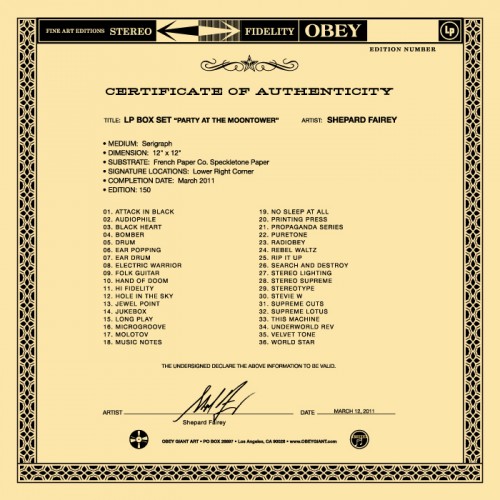 FINE ART EDITIONS STEREO FIDELITY OBEY Lp
EDITION NUMBER
CERTIFICATE OF AUTHENTICITY
TITLE: LP BOX SET "PARTY AT THE MOONTOWER" ARTIST: SHEPARD FAIREY
• MEDIUM: Serigraph
• DIMENSION: 12" x 12"
• SUBSTRATE: French Paper Co. Speckletone Paper
• SIGNATURE LOCATIONS: Lower Right Corner
• COMPLETION DATE: March 2011
• EDITION: 150
01. ATTACK IN BLACK
02. AUDIOPHILE
03. BLACK HEART
04. BOMBER
05. DRUM
06. EAR POPPING
07. EAR DRUM
08. ELECTRIC WARRIOR
09. FOLK GUITAR
10. HAND OF DOOM
11. HI FIDELITY
12. HOLE IN THE SKY
13. JEWEL POINT
14. JUKEBOX
15. LONG PLAY
16. MICROGROOVE
17. MOLOTOV
18. MUSIC NOTES
19. NO SLEEP AT ALL
20. PRINTING PRESS
21. PROPAGANDA SERIES
22. PURETONE
23. RADIOBEY
24. REBEL WALTZ
25. RIP IT UP
26. SEARCH AND DESTROY
27. STEREO LIGHTING
28. STEREO SUPREME
29. STEREOTYPE
30. STEVIE W
31. SUPREME CUTS
32. SUPREME LOTUS
33. THIS MACHINE
34. UNDERWORLD REV
35. VELVET TONE
36. WORLD STAR
THE UNDERSIGNED DECLARE THE ABOVE INFORMATION TO BE VALID.
ARTIST DATE MARCH 12, 2011
Shepard Fairey
OBEY GIANT ART • PO BOX 26897 • Los Angeles, CA 90026 • WWW.OBEYGIANT.COM